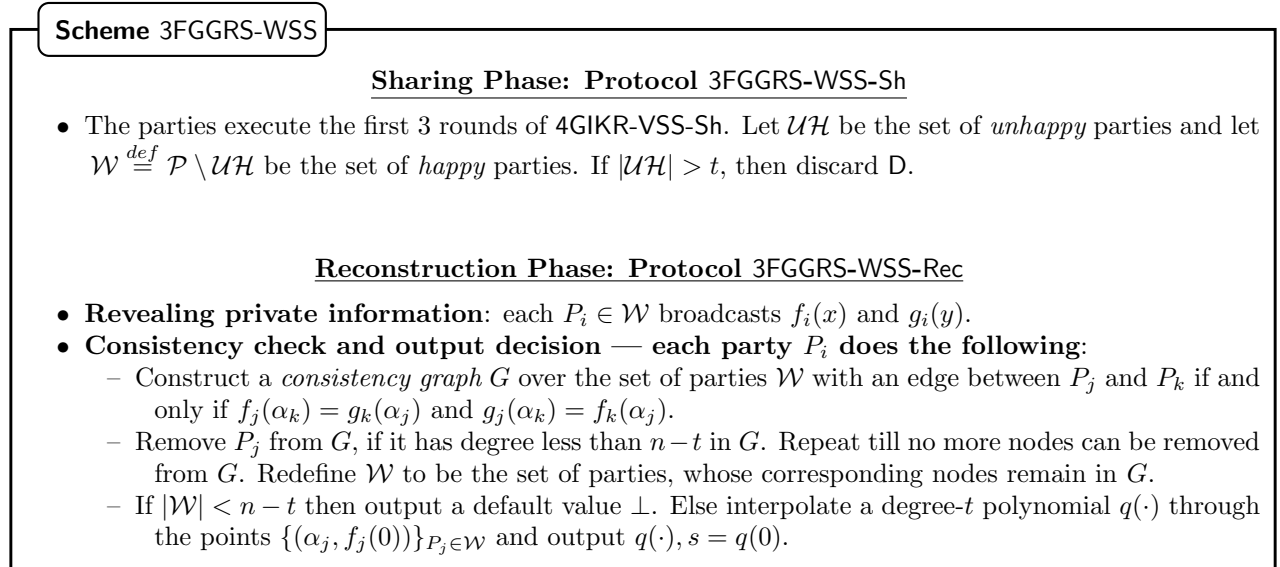 Scheme 3FGGRS-WSS
Sharing Phase: Protocol 3FGGRS-WSS-Sh
• The parties execute the first 3 rounds of 4GIKR-VSS-Sh. Let 𝒰ℋ be the set of unhappy parties and let
𝒲 def= 𝒫 \ 𝒰ℋ be the set of happy parties. If |𝒰ℋ| > t, then discard D.
Reconstruction Phase: Protocol 3FGGRS-WSS-Rec
• Revealing private information: each P_i ∈ 𝒲 broadcasts f_i(x) and g_i(y).
• Consistency check and output decision — each party P_i does the following:
– Construct a consistency graph G over the set of parties 𝒲 with an edge between P_j and P_k if and
only if f_j(α_k) = g_k(α_j) and g_j(α_k) = f_k(α_j).
– Remove P_j from G, if it has degree less than n − t in G. Repeat till no more nodes can be removed
from G. Redefine 𝒲 to be the set of parties, whose corresponding nodes remain in G.
– If |𝒲| < n − t then output a default value ⊥. Else interpolate a degree-t polynomial q(·) through
the points {(α_j, f_j(0))}_{P_j∈𝒲} and output q(·), s = q(0).